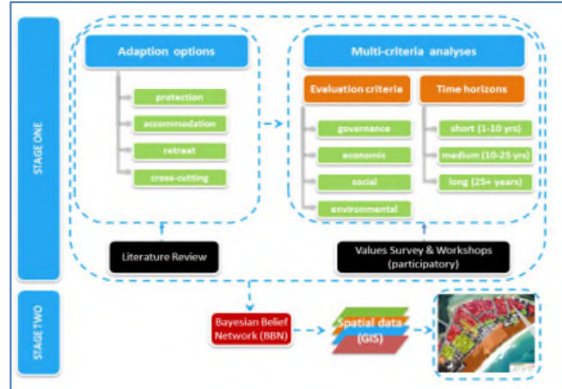 STAGE ONE
Adaption options
protection
accommodation
retreat
cross-cutting
Literature Review
Multi-criteria analyses
Evaluation criteria
governance
economic
social
environmental
Time horizons
short (1-10 yrs)
medium (10-25 yrs)
long (25+ years)
Values Survey & Workshops
(participatory)
STAGE TWO
Bayesian Belief
Network (BBN)
Spatial data
(GIS)